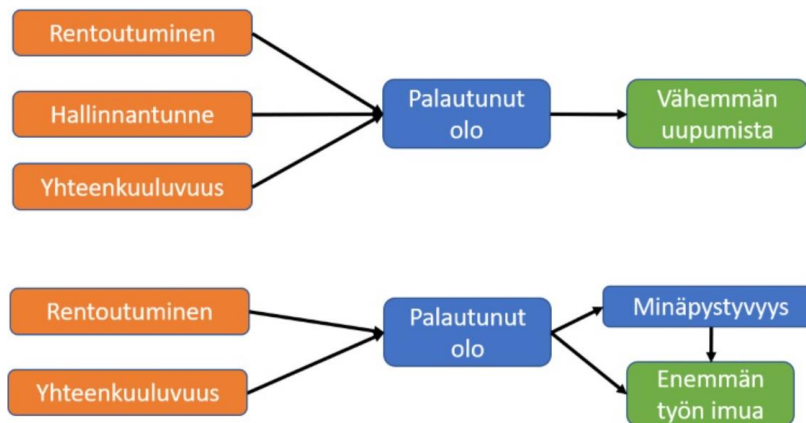 Rentoutuminen
Hallinnantunne
Yhteenkuuluvuus
Palautunut
olo
Vähemmän
uupumista
Rentoutuminen
Yhteenkuuluvuus
Palautunut
olo
Minäpystyvyys
Enemmän
työn imua